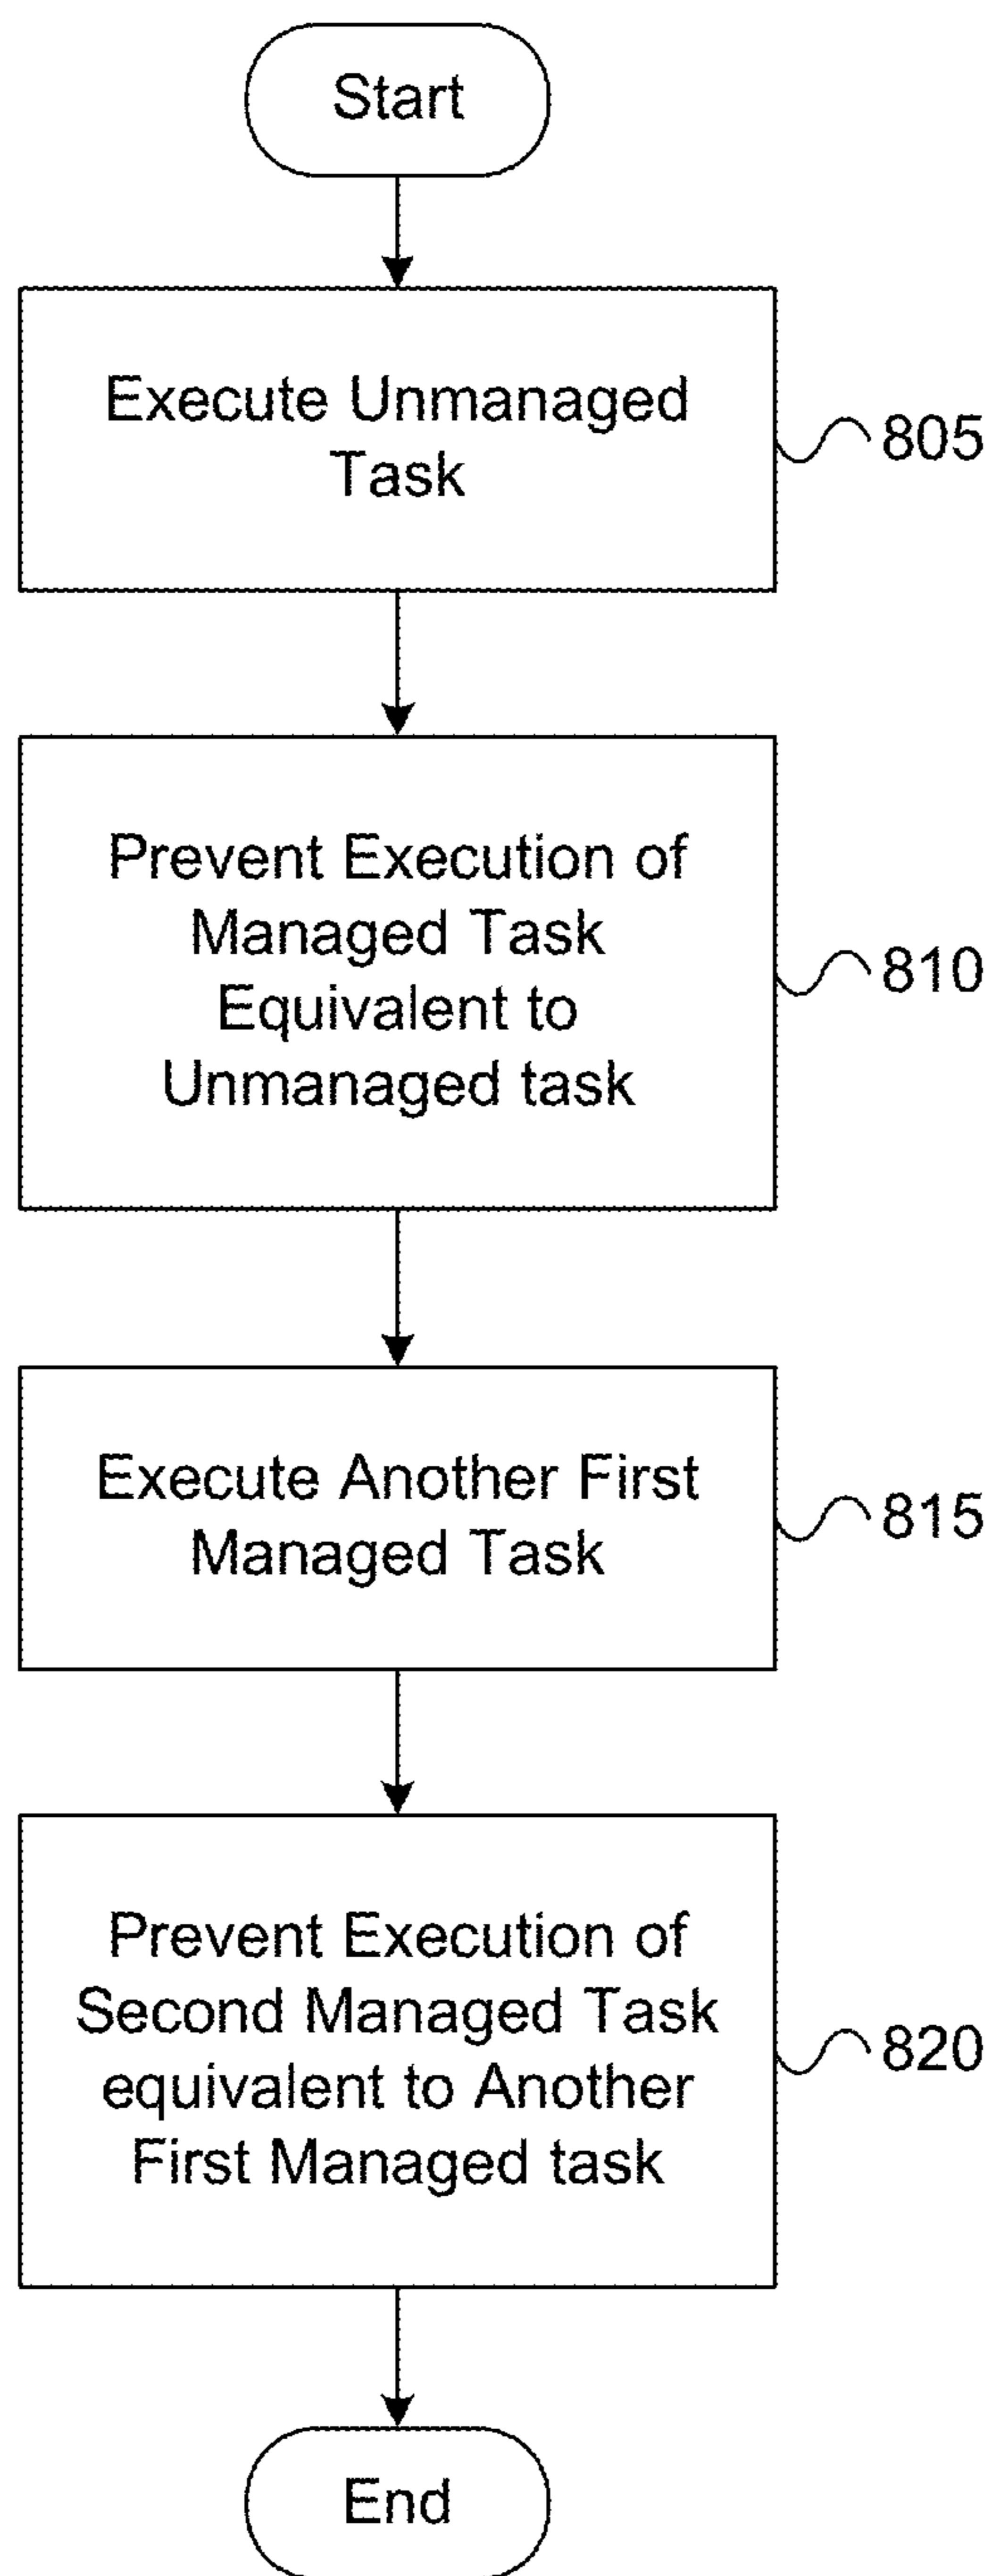 Start
Execute Unmanaged
Task
805
Prevent Execution of
Managed Task
Equivalent to
Unmanaged task
810
Execute Another First
Managed Task
815
Prevent Execution of
Second Managed Task
equivalent to Another
First Managed task
820
End